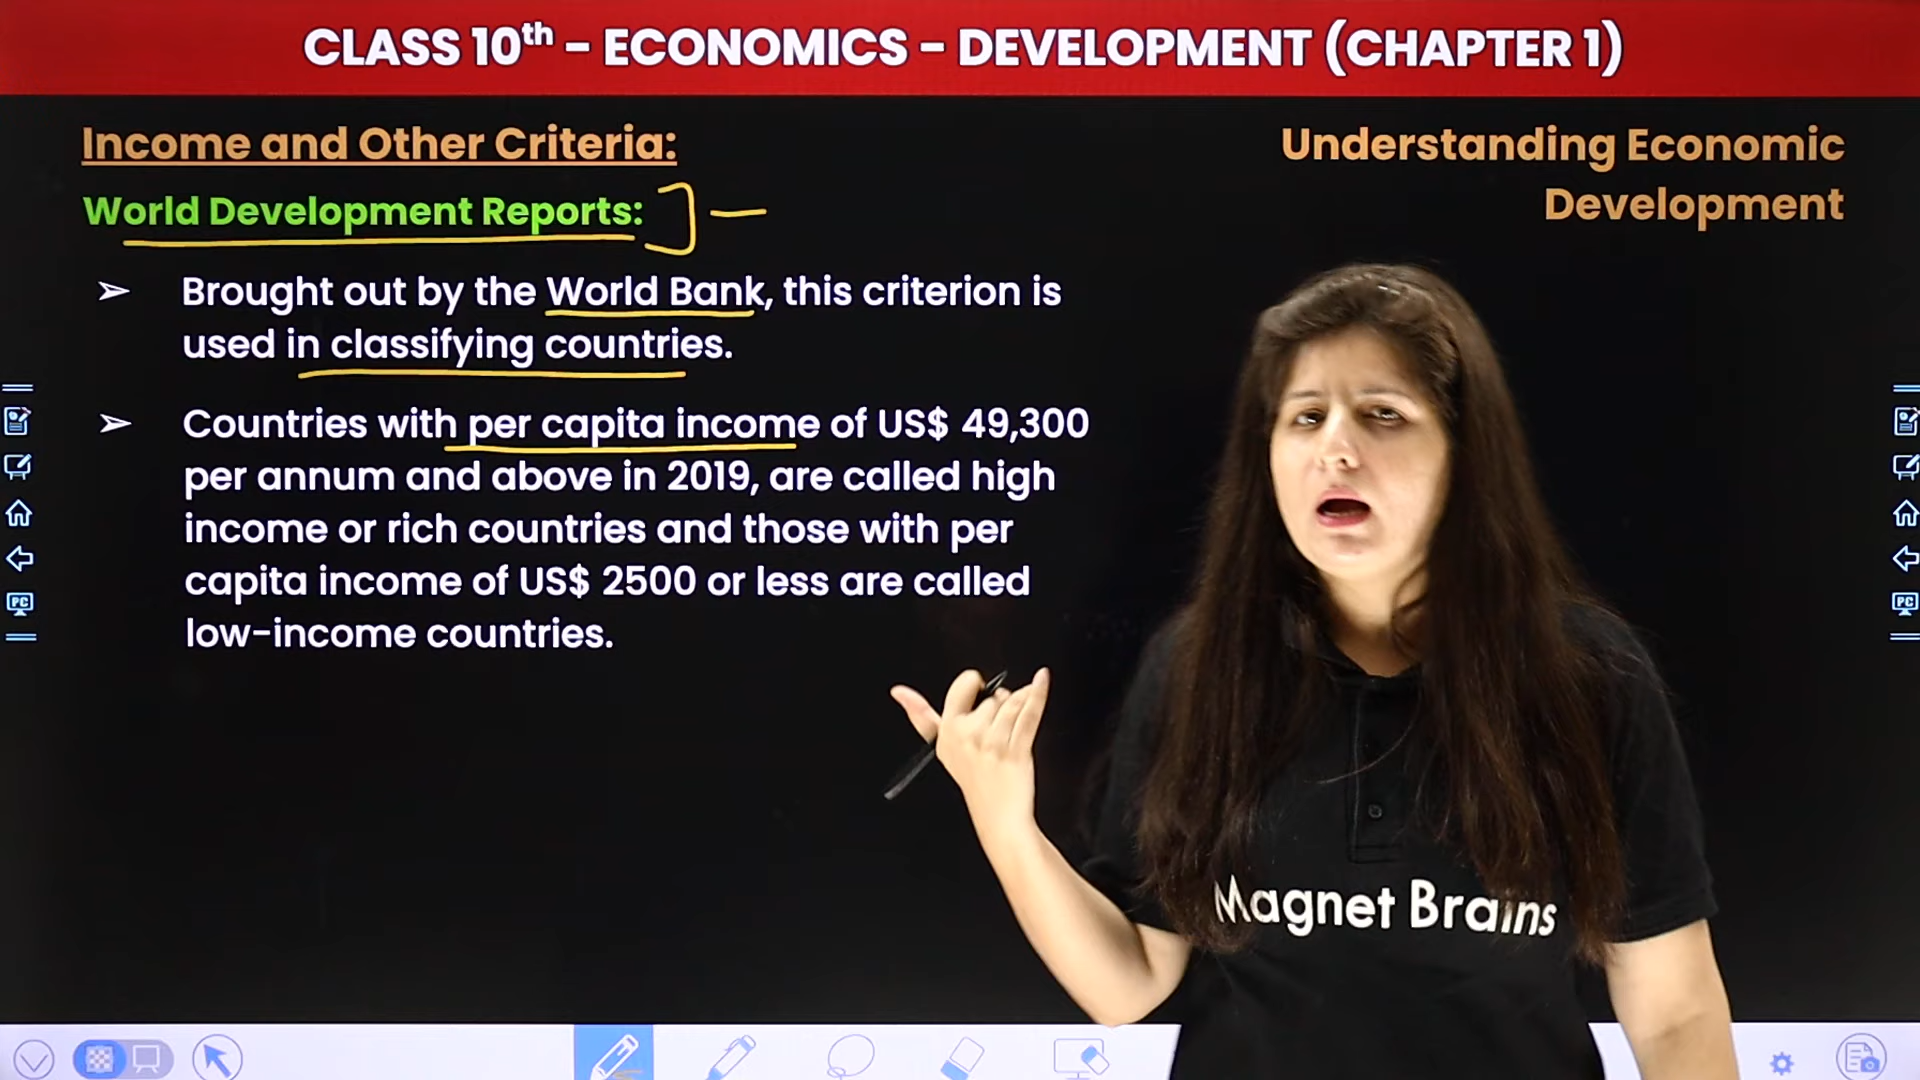 CLASS 10th – ECONOMICS – DEVELOPMENT (CHAPTER 1)
Income and Other Criteria:
Understanding Economic
Development
World Development Reports:
➢ Brought out by the World Bank, this criterion is
used in classifying countries.
➢ Countries with per capita income of US$ 49,300
per annum and above in 2019, are called high
income or rich countries and those with per
capita income of US$ 2500 or less are called
low-income countries.
Magnet Brains
PC
PC